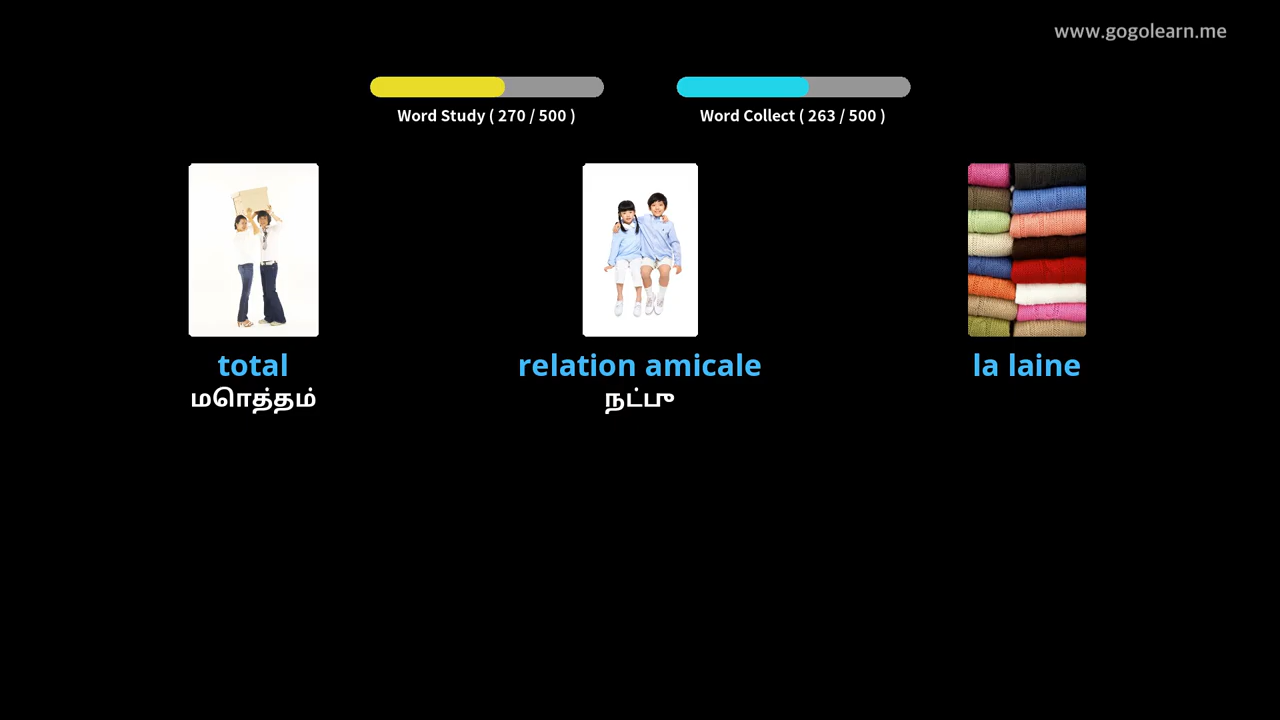 www.gogolearn.me
Word Study ( 270 / 500 )
Word Collect ( 263 / 500 )
total
மொத்தம்
relation amicale
நட்பு
la laine